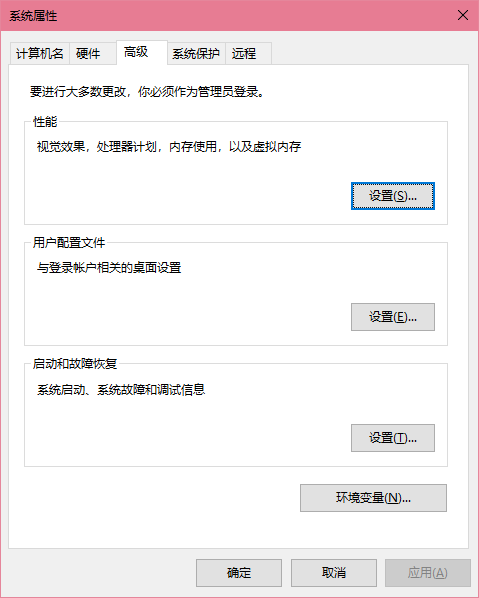 系统属性
计算机名 硬件 高级 系统保护 远程
要进行大多数更改，你必须作为管理员登录。
性能
视觉效果，处理器计划，内存使用，以及虚拟内存
设置(S)...
用户配置文件
与登录帐户相关的桌面设置
设置(E)...
启动和故障恢复
系统启动、系统故障和调试信息
设置(T)...
环境变量(N)...
确定 取消 应用(A)